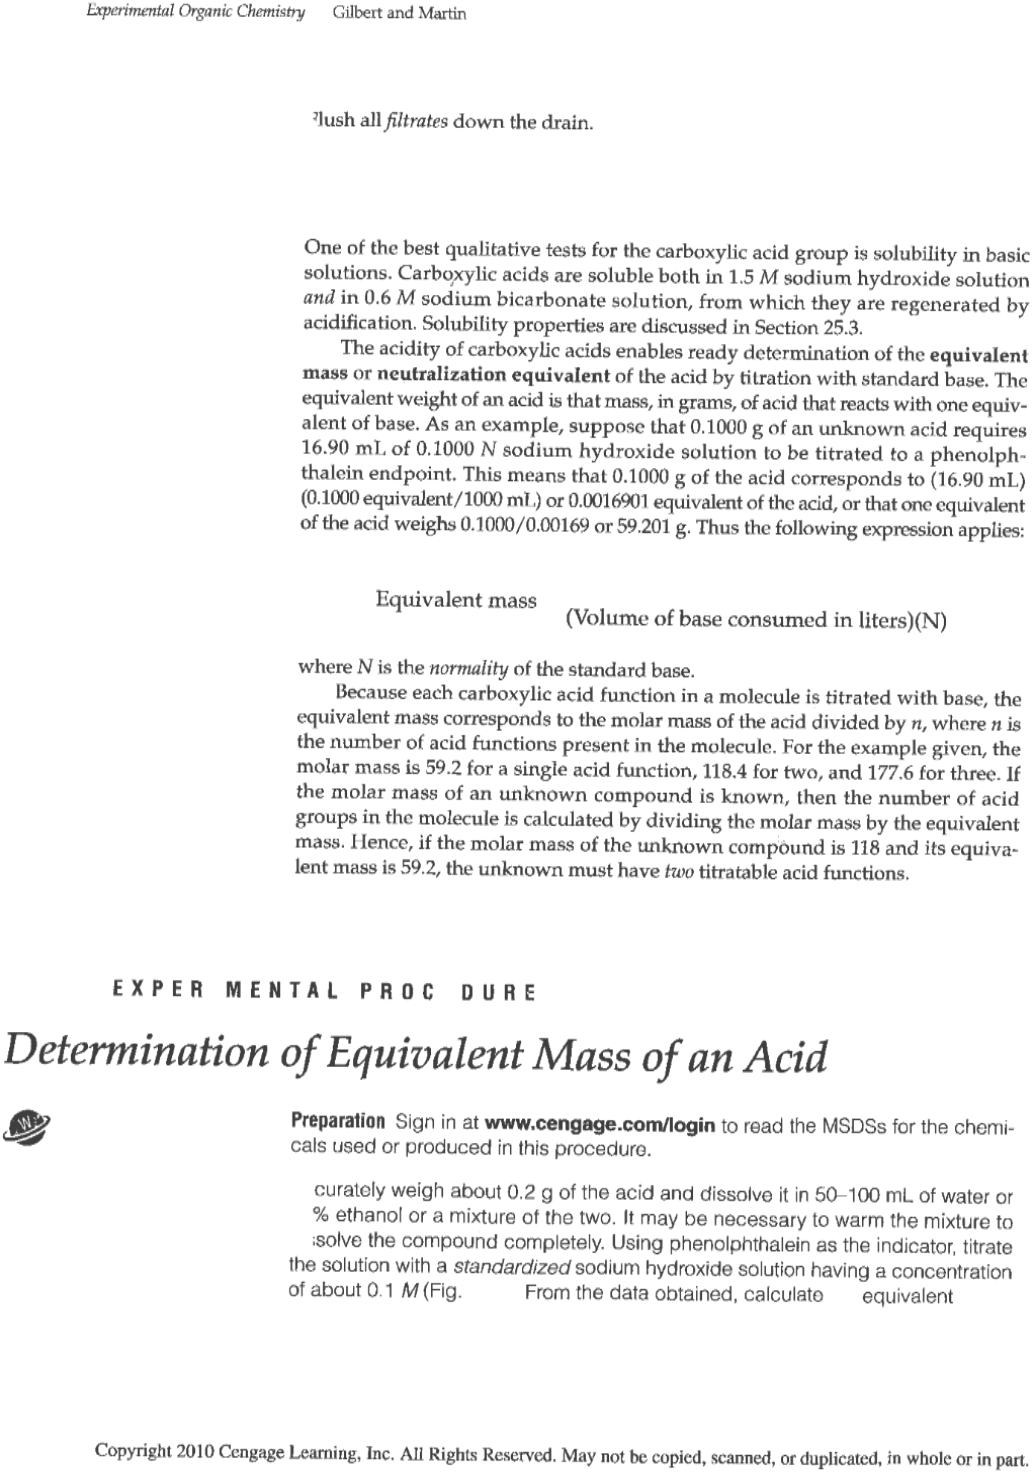 Experimental Organic Chemistry Gilbert and Martin
lush all filtrates down the drain.
One of the best qualitative tests for the carboxylic acid group is solubility in basic
solutions. Carboxylic acids are soluble both in 1.5 M sodium hydroxide solution
and in 0.6 M sodium bicarbonate solution, from which they are regenerated by
acidification. Solubility properties are discussed in Section 25.3.
The acidity of carboxylic acids enables ready determination of the equivalent
mass or neutralization equivalent of the acid by titration with standard base. The
equivalent weight of an acid is that mass, in grams, of acid that reacts with one equiv-
alent of base. As an example, suppose that 0.1000 g of an unknown acid requires
16.90 mL of 0.1000 N sodium hydroxide solution to be titrated to a phenolph-
thalein endpoint. This means that 0.1000 g of the acid corresponds to (16.90 mL)
(0.1000 equivalent/1000 mL) or 0.0016901 equivalent of the acid, or that one equivalent
of the acid weighs 0.1000/0.00169 or 59.201 g. Thus the following expression applies:
Equivalent mass
(Volume of base consumed in liters)(N)
where N is the normality of the standard base.
Because each carboxylic acid function in a molecule is titrated with base, the
equivalent mass corresponds to the molar mass of the acid divided by n, where n is
the number of acid functions present in the molecule. For the example given, the
molar mass is 59.2 for a single acid function, 118.4 for two, and 177.6 for three. If
the molar mass of an unknown compound is known, then the number of acid
groups in the molecule is calculated by dividing the molar mass by the equivalent
mass. Hence, if the molar mass of the unknown compound is 118 and its equiva-
lent mass is 59.2, the unknown must have two titratable acid functions.
EXPER MENTAL PROC DURE
Determination of Equivalent Mass of an Acid
W
Preparation Sign in at www.cengage.com/login to read the MSDSs for the chemi-
cals used or produced in this procedure.
curately weigh about 0.2 g of the acid and dissolve it in 50–100 mL of water or
% ethanol or a mixture of the two. It may be necessary to warm the mixture to
solve the compound completely. Using phenolphthalein as the indicator, titrate
the solution with a standardized sodium hydroxide solution having a concentration
of about 0.1 M (Fig. From the data obtained, calculate equivalent
Copyright 2010 Cengage Learning, Inc. All Rights Reserved. May not be copied, scanned, or duplicated, in whole or in part.